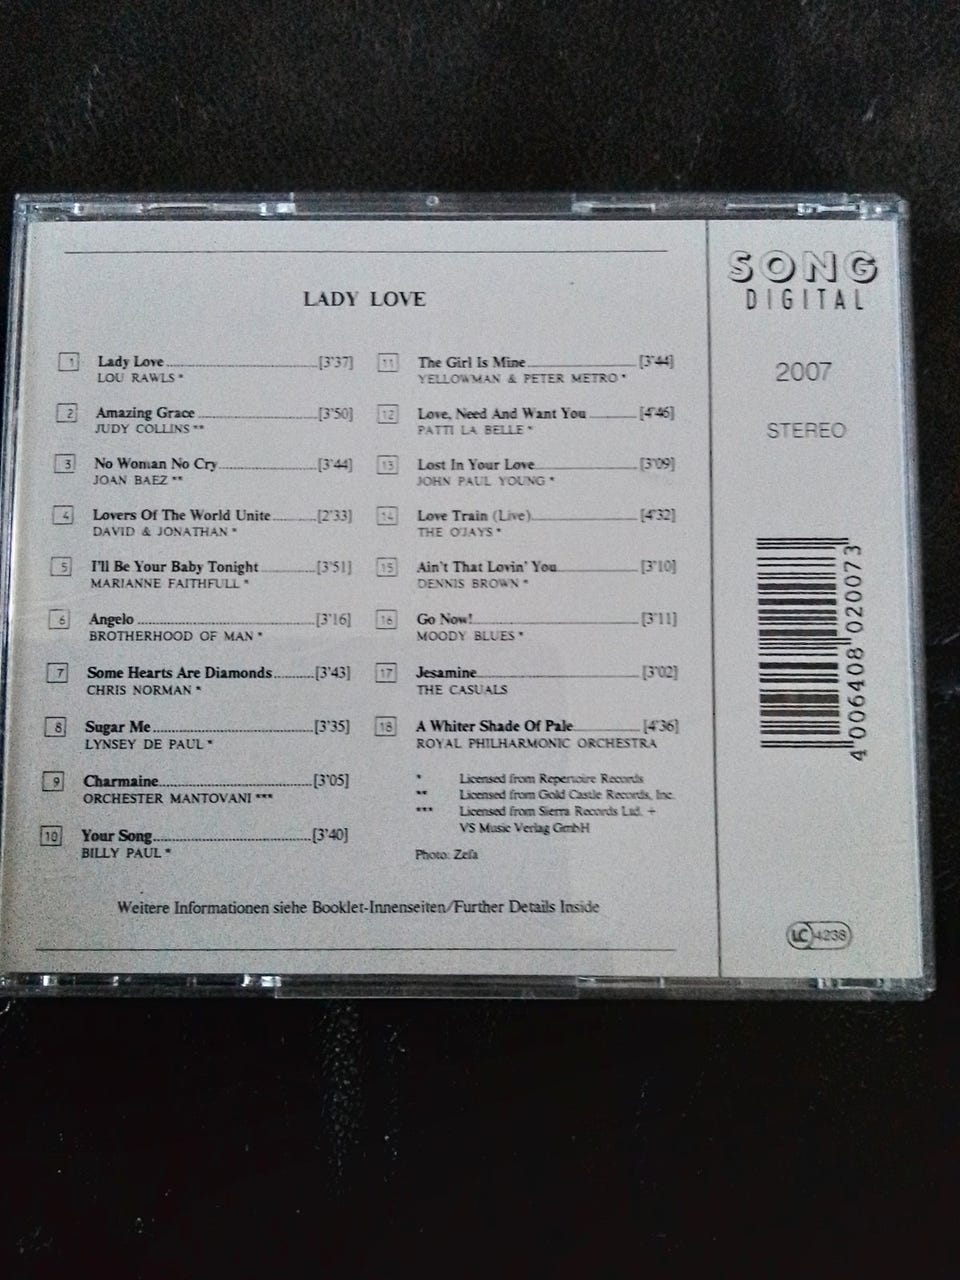 LADY LOVE
1 Lady Love [3'37]
LOU RAWLS *
2 Amazing Grace [3'50]
JUDY COLLINS **
3 No Woman No Cry [3'44]
JOAN BAEZ **
4 Lovers Of The World Unite [2'33]
DAVID & JONATHAN *
5 I'll Be Your Baby Tonight [3'51]
MARIANNE FAITHFULL *
6 Angelo [3'16]
BROTHERHOOD OF MAN *
7 Some Hearts Are Diamonds [3'43]
CHRIS NORMAN *
8 Sugar Me [3'35]
LYNSEY DE PAUL *
9 Charmaine [3'05]
ORCHESTER MANTOVANI ***
10 Your Song [3'40]
BILLY PAUL *
11 The Girl Is Mine [3'44]
YELLOWMAN & PETER METRO *
12 Love, Need And Want You [4'46]
PATTI LA BELLE *
13 Lost In Your Love [3'09]
JOHN PAUL YOUNG *
14 Love Train (Live) [4'32]
THE O'JAYS *
15 Ain't That Lovin' You [3'10]
DENNIS BROWN *
16 Go Now! [3'11]
MOODY BLUES *
17 Jesamine [3'02]
THE CASUALS
18 A Whiter Shade Of Pale [4'36]
ROYAL PHILHARMONIC ORCHESTRA
* Licensed from Repertoire Records
** Licensed from Gold Castle Records, Inc.
*** Licensed from Sierra Records Ltd. +
VS Music Verlag GmbH
Photo: Zefa
Weitere Informationen siehe Booklet-Innenseiten/Further Details Inside
SONG
DIGITAL
2007
STEREO
4006408020073
LC 4238